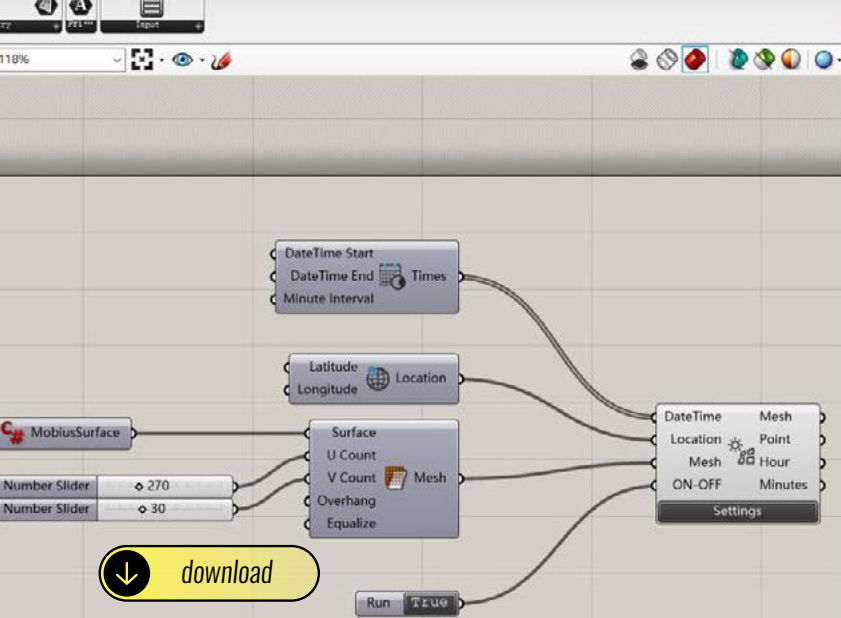 Input
118%
DateTime Start
DateTime End
Minute Interval
Times
Latitude
Longitude
Location
C#
MobiusSurface
Number Slider
270
Number Slider
30
Surface
U Count
V Count
Overhang
Equalize
Mesh
DateTime
Location
Mesh
ON-OFF
Mesh
Point
Hour
Minutes
Settings
download
Run
True